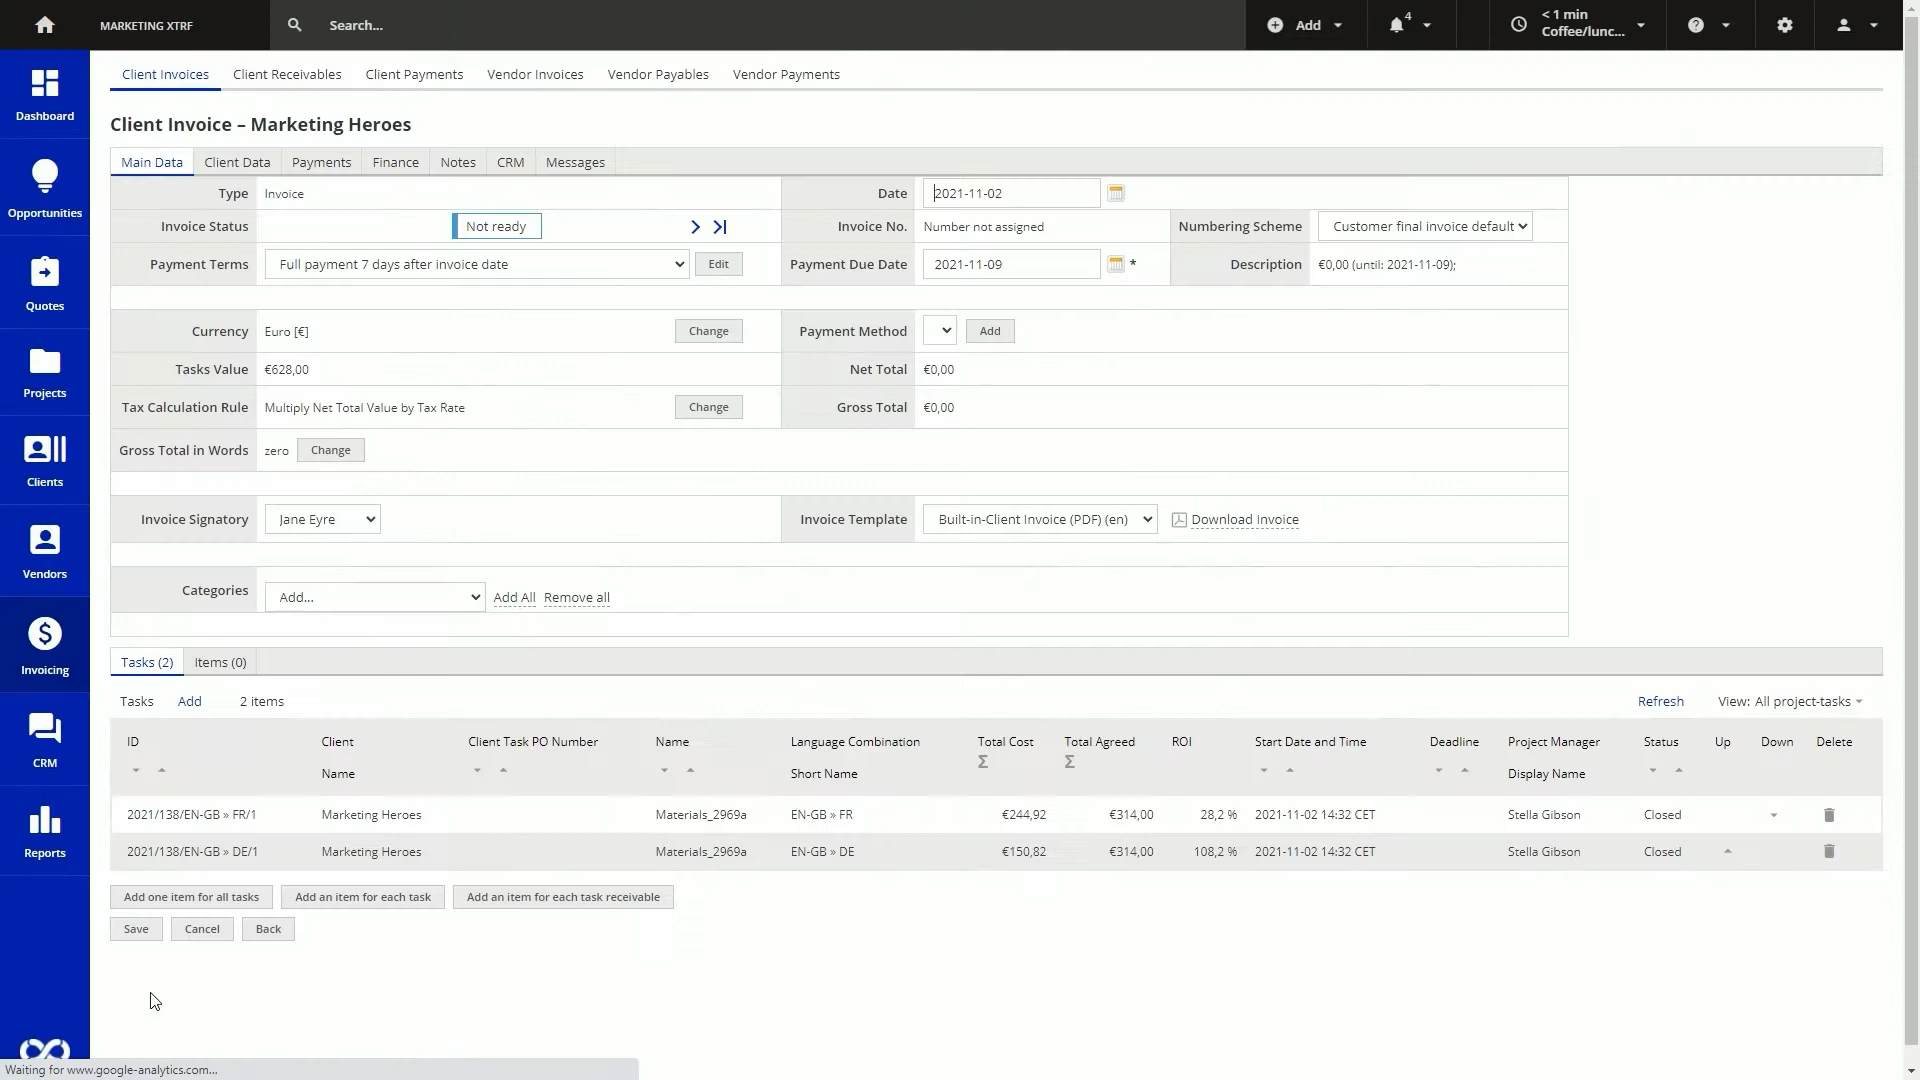 MARKETING XTRF
Search...
Add
4
< 1 min
Coffee/lunc...
Dashboard
Opportunities
Quotes
Projects
Clients
Vendors
Invoicing
CRM
Reports
Client Invoices Client Receivables Client Payments Vendor Invoices Vendor Payables Vendor Payments
Client Invoice – Marketing Heroes
Main Data Client Data Payments Finance Notes CRM Messages
Type Invoice Date 2021-11-02
Invoice Status Not ready Invoice No. Number not assigned Numbering Scheme Customer final invoice default
Payment Terms Full payment 7 days after invoice date Edit Payment Due Date 2021-11-09 * Description €0,00 (until: 2021-11-09);
Currency Euro [€] Change Payment Method Add
Tasks Value €628,00 Net Total €0,00
Tax Calculation Rule Multiply Net Total Value by Tax Rate Change Gross Total €0,00
Gross Total in Words zero Change
Invoice Signatory Jane Eyre Invoice Template Built-in-Client Invoice (PDF) (en) Download Invoice
Categories Add... Add All Remove all
Tasks (2) Items (0)
Tasks Add 2 items Refresh View: All project-tasks
ID Client Client Task PO Number Name Language Combination Total Cost Total Agreed ROI Start Date and Time Deadline Project Manager Status Up Down Delete
Name Short Name Σ Σ Display Name
2021/138/EN-GB » FR/1 Marketing Heroes Materials_2969a EN-GB » FR €244,92 €314,00 28,2 % 2021-11-02 14:32 CET Stella Gibson Closed
2021/138/EN-GB » DE/1 Marketing Heroes Materials_2969a EN-GB » DE €150,82 €314,00 108,2 % 2021-11-02 14:32 CET Stella Gibson Closed
Add one item for all tasks Add an item for each task Add an item for each task receivable
Save Cancel Back
Waiting for www.google-analytics.com...